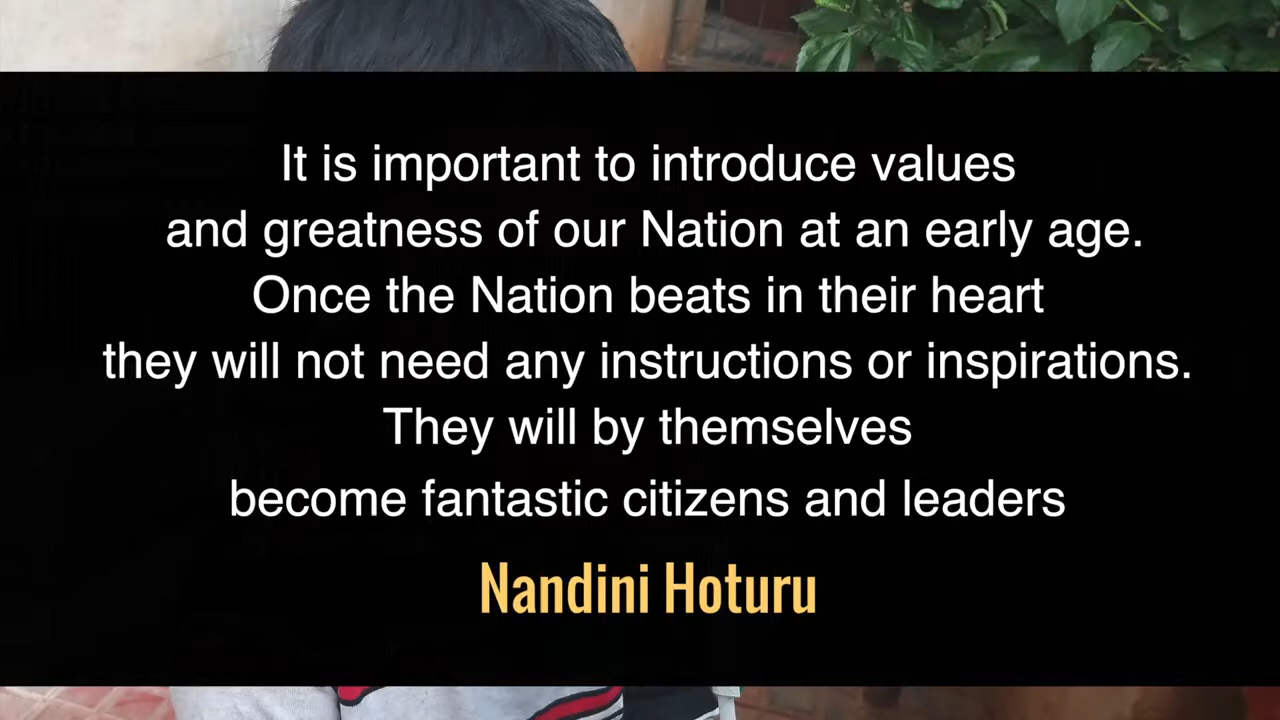 It is important to introduce values
and greatness of our Nation at an early age.
Once the Nation beats in their heart
they will not need any instructions or inspirations.
They will by themselves
become fantastic citizens and leaders
Nandini Hoturu